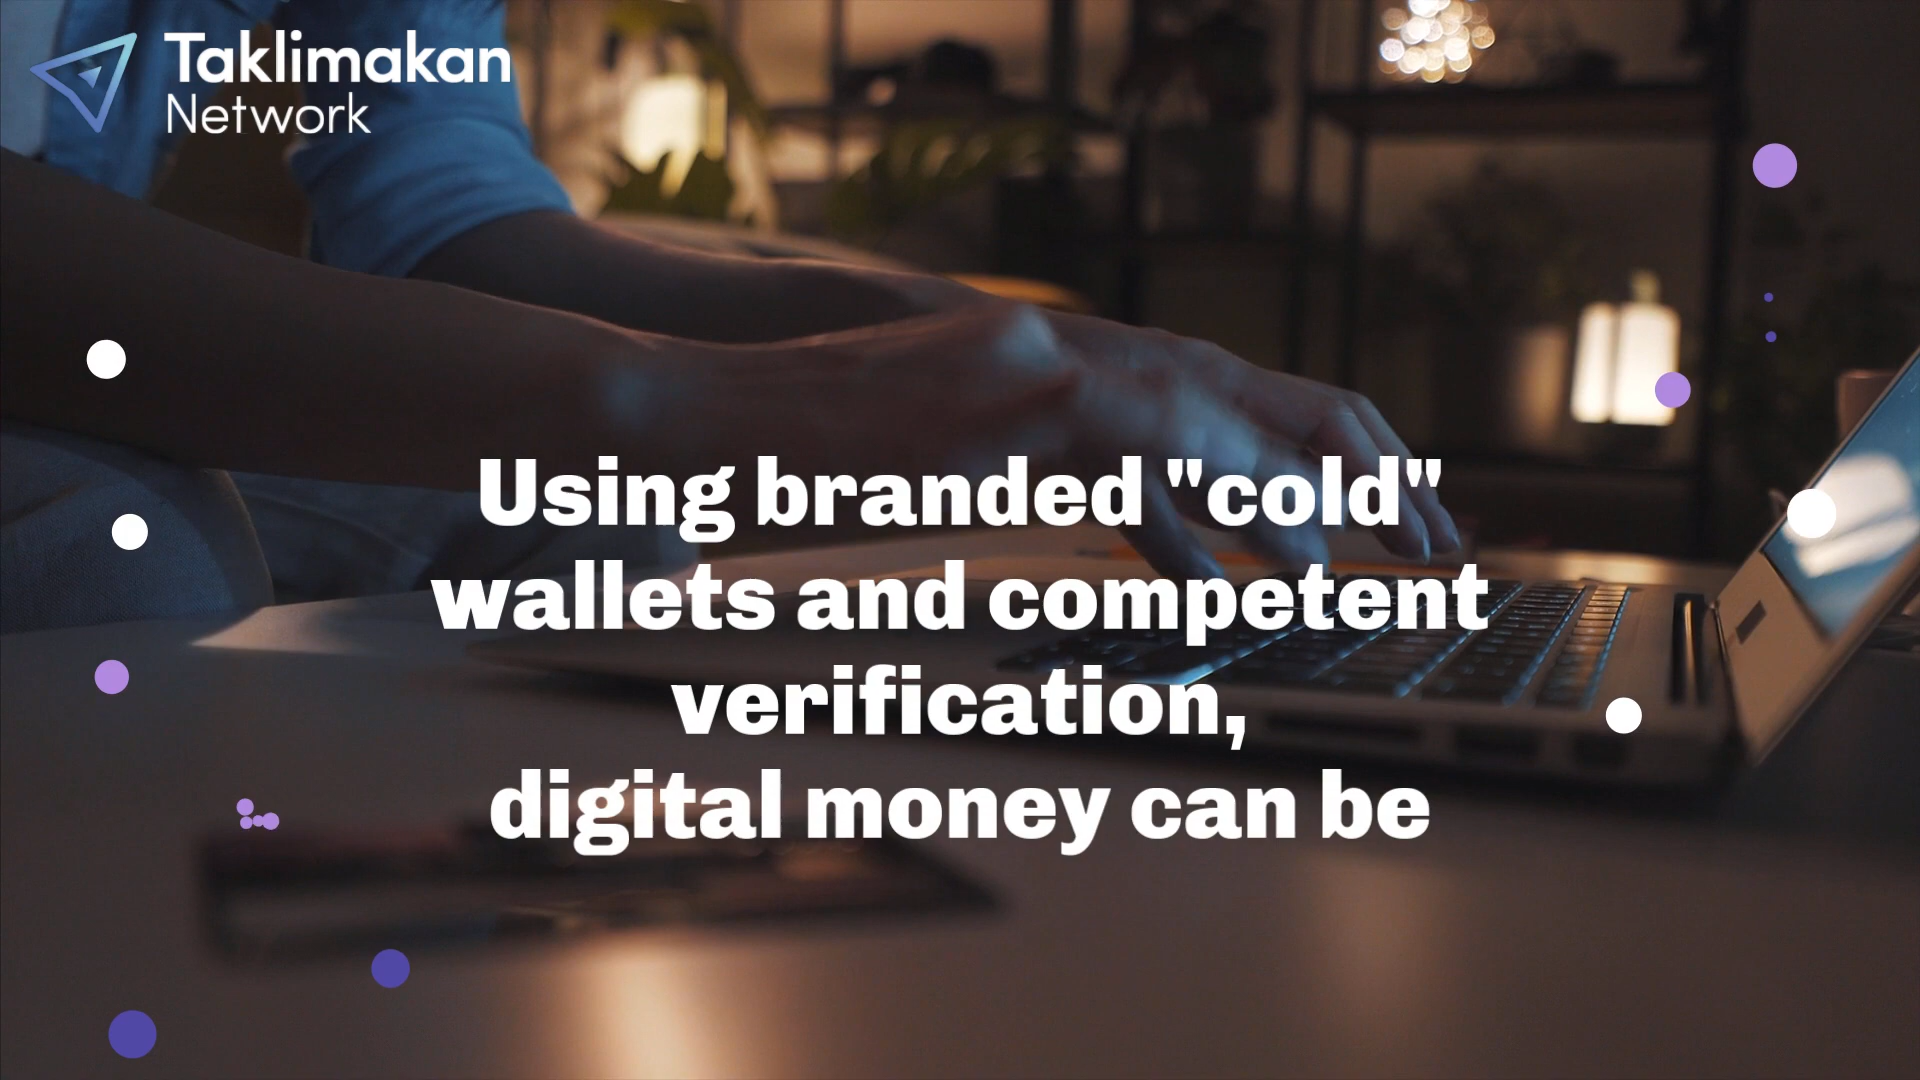 Taklimakan
Network
Using branded "cold"
wallets and competent
verification,
digital money can be